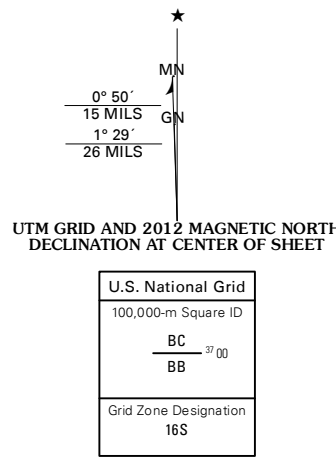 ★
MN
0° 50´
15 MILS
GN
1° 29´
26 MILS
UTM GRID AND 2012 MAGNETIC NORTH
DECLINATION AT CENTER OF SHEET
U.S. National Grid
100,000-m Square ID
BC
37 00
BB
Grid Zone Designation
16S